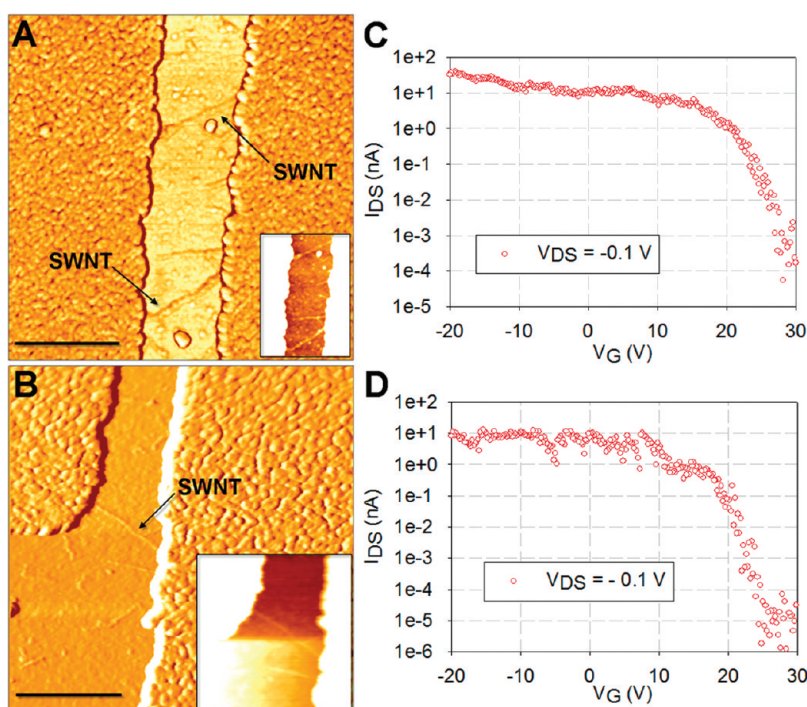 A
SWNT
SWNT
B
SWNT
C
1e+2
1e+1
1e+0
1e-1
1e-2
1e-3
1e-4
1e-5
IDS (nA)
VDS = -0.1 V
-20 -10 0 10 20 30
VG (V)
D
1e+2
1e+1
1e+0
1e-1
1e-2
1e-3
1e-4
1e-5
1e-6
IDS (nA)
VDS = - 0.1 V
-20 -10 0 10 20 30
VG (V)